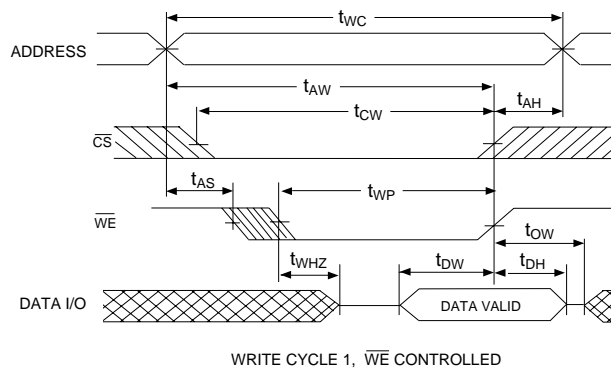 tWC
ADDRESS
tAW
tCW
tAH
CS
tAS
tWP
WE
tOW
tWHZ
tDW
tDH
DATA I/O
DATA VALID
WRITE CYCLE 1, WE CONTROLLED